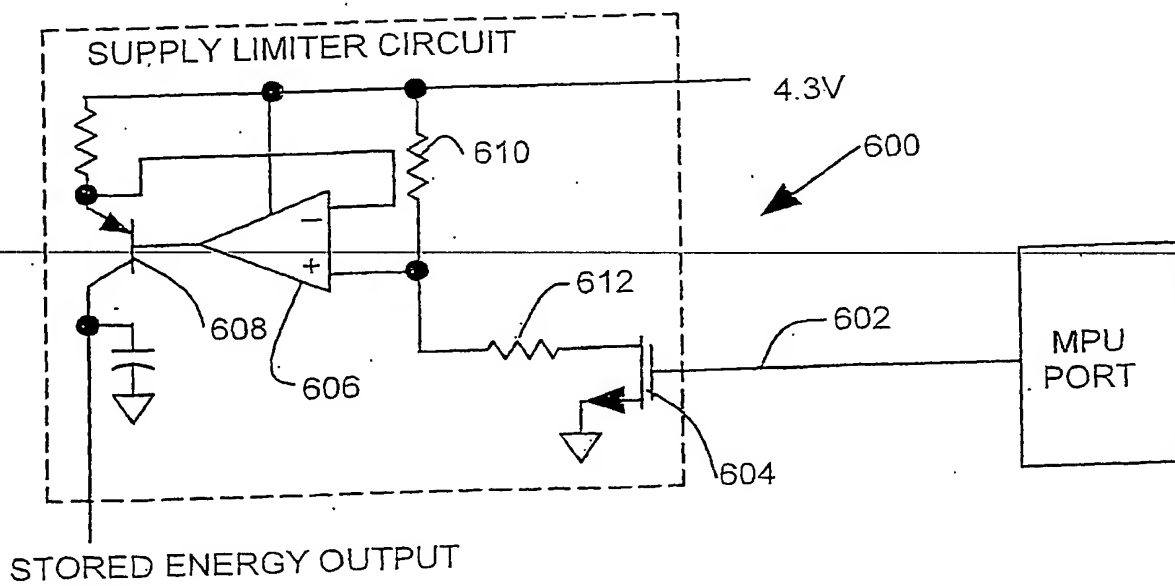 SUPPLY LIMITER CIRCUIT
4.3V
610
600
−
+
612
608
602
MPU
PORT
606
604
STORED ENERGY OUTPUT